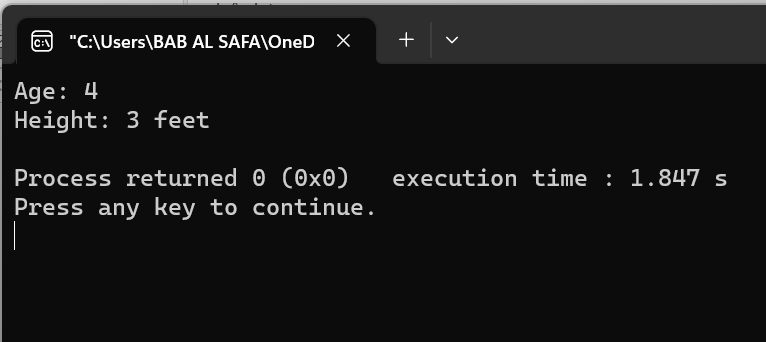 "C:\Users\BAB AL SAFA\OneD
Age: 4
Height: 3 feet
Process returned 0 (0x0)   execution time : 1.847 s
Press any key to continue.